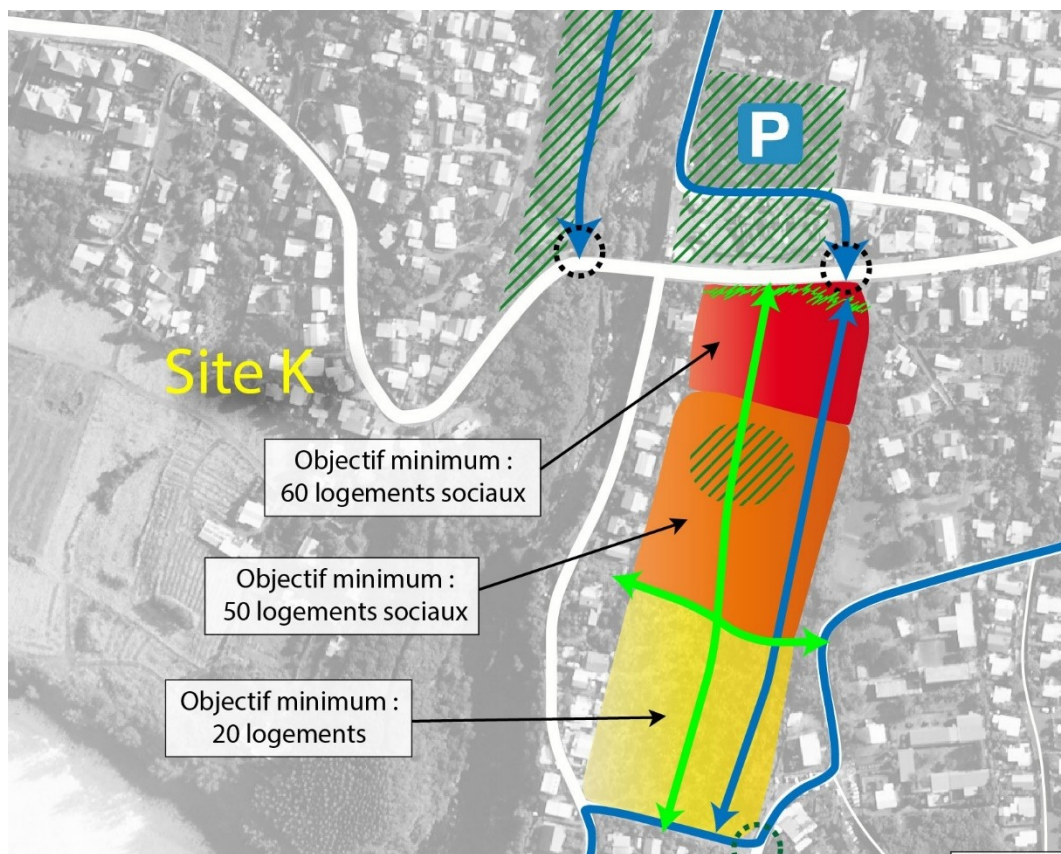 P
Site K
Objectif minimum :
60 logements sociaux
Objectif minimum :
50 logements sociaux
Objectif minimum :
20 logements